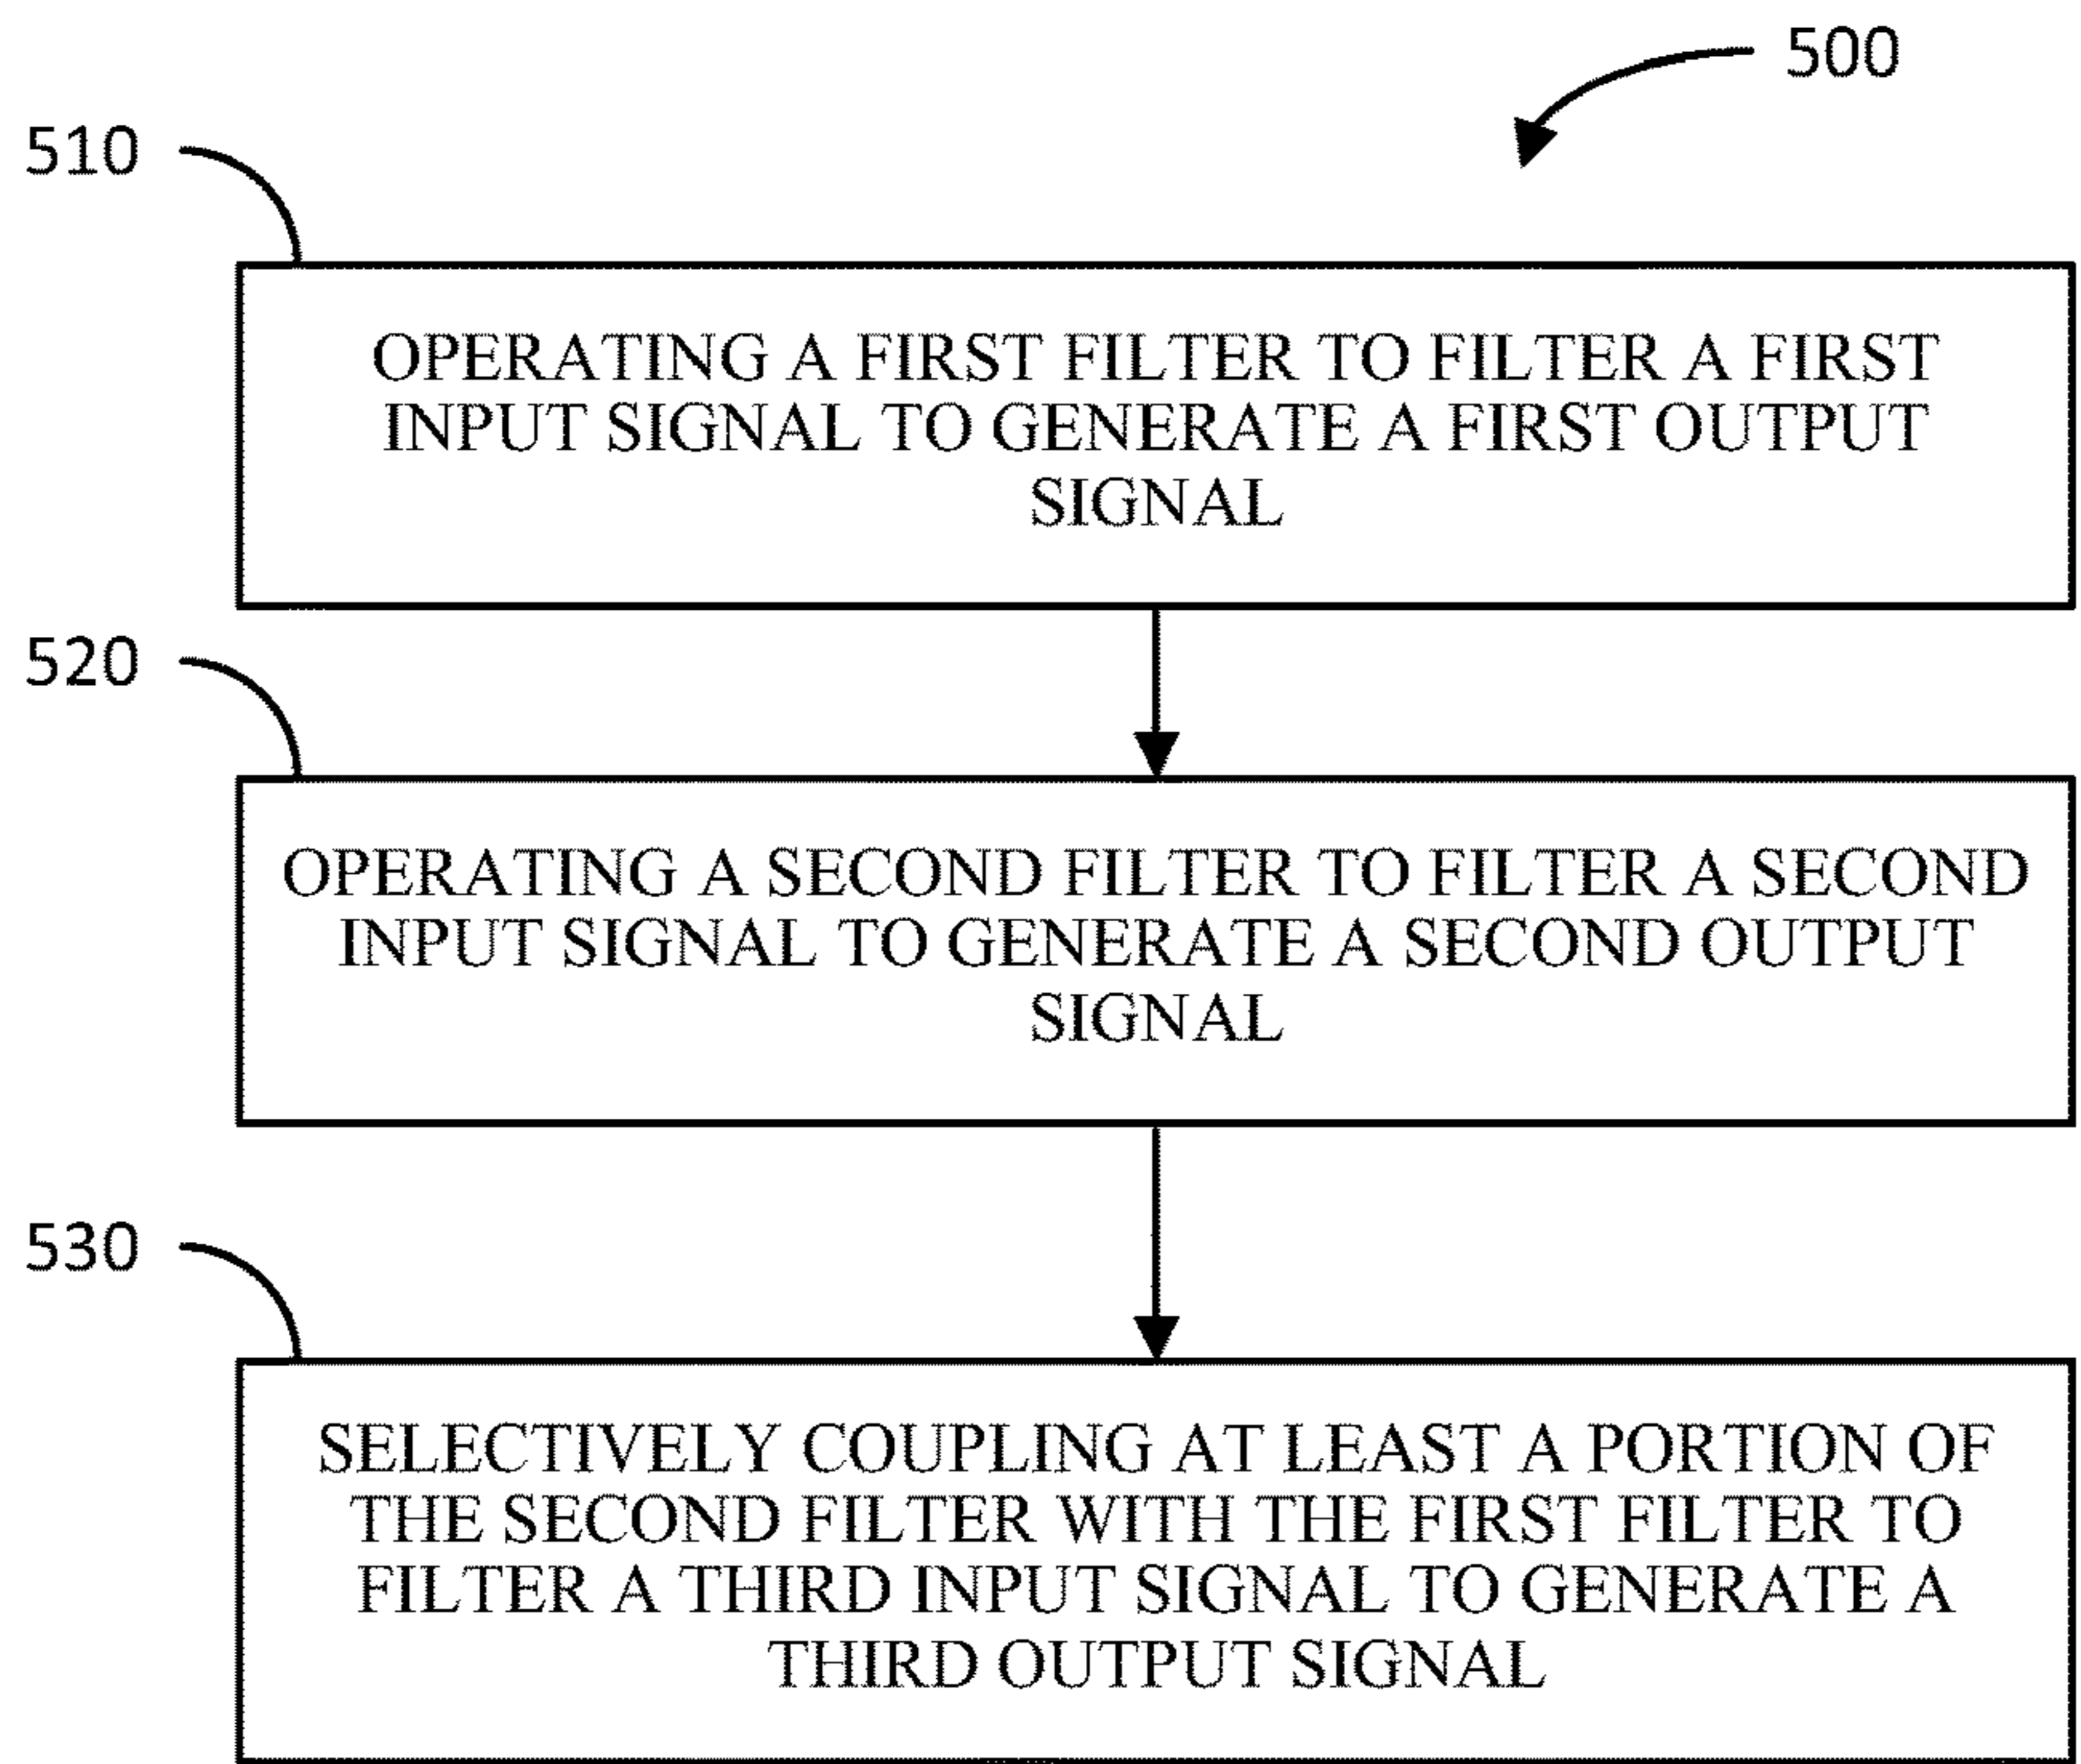 500
510
OPERATING A FIRST FILTER TO FILTER A FIRST
INPUT SIGNAL TO GENERATE A FIRST OUTPUT
SIGNAL
520
OPERATING A SECOND FILTER TO FILTER A SECOND
INPUT SIGNAL TO GENERATE A SECOND OUTPUT
SIGNAL
530
SELECTIVELY COUPLING AT LEAST A PORTION OF
THE SECOND FILTER WITH THE FIRST FILTER TO
FILTER A THIRD INPUT SIGNAL TO GENERATE A
THIRD OUTPUT SIGNAL